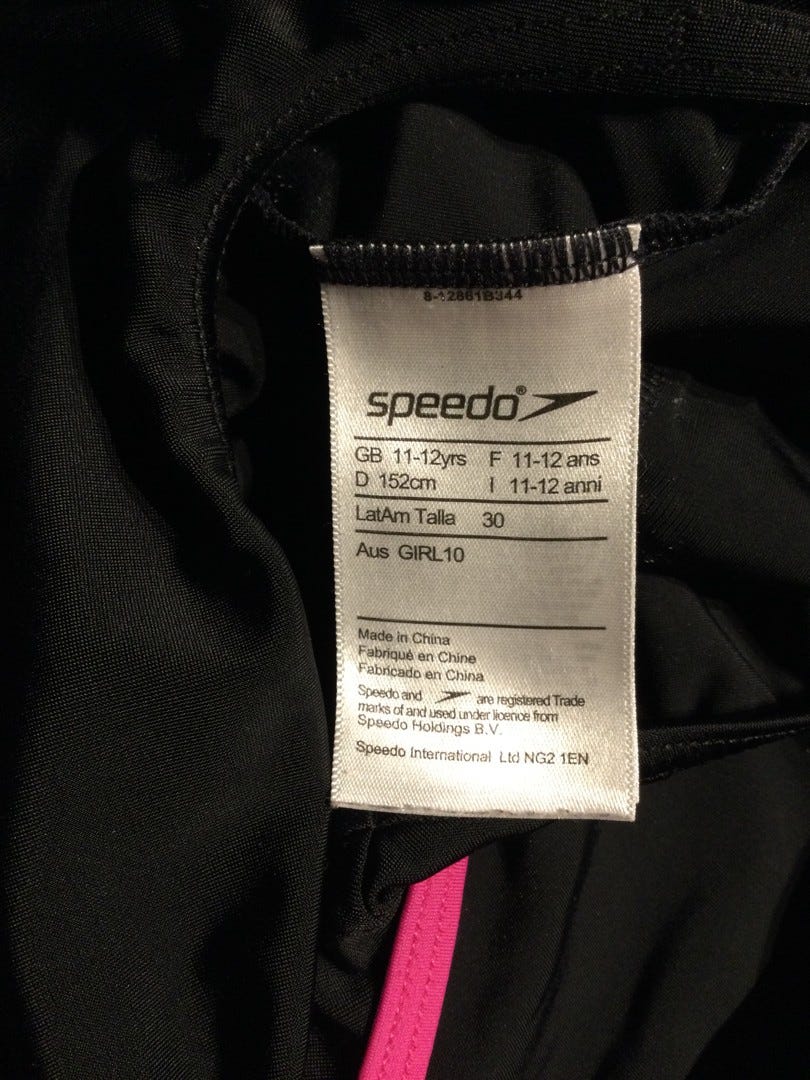 8-12861B344
speedo®
GB 11-12yrs F 11-12 ans
D 152cm I 11-12 anni
LatAm Talla 30
Aus GIRL10
Made in China
Fabriqué en Chine
Fabricado en China
Speedo and are registered Trade
marks of and used under licence from
Speedo Holdings B.V.
Speedo International Ltd NG2 1EN